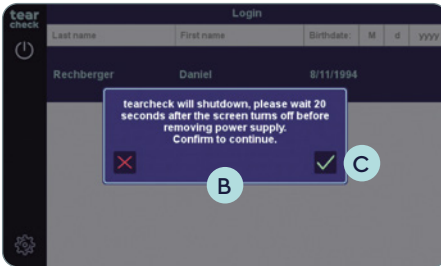 tear
check
Login
Last name First name Birthdate: M d yyyy
Rechberger Daniel 8/11/1994
tearcheck will shutdown, please wait 20
seconds after the screen turns off before
removing power supply.
Confirm to continue.
B
C